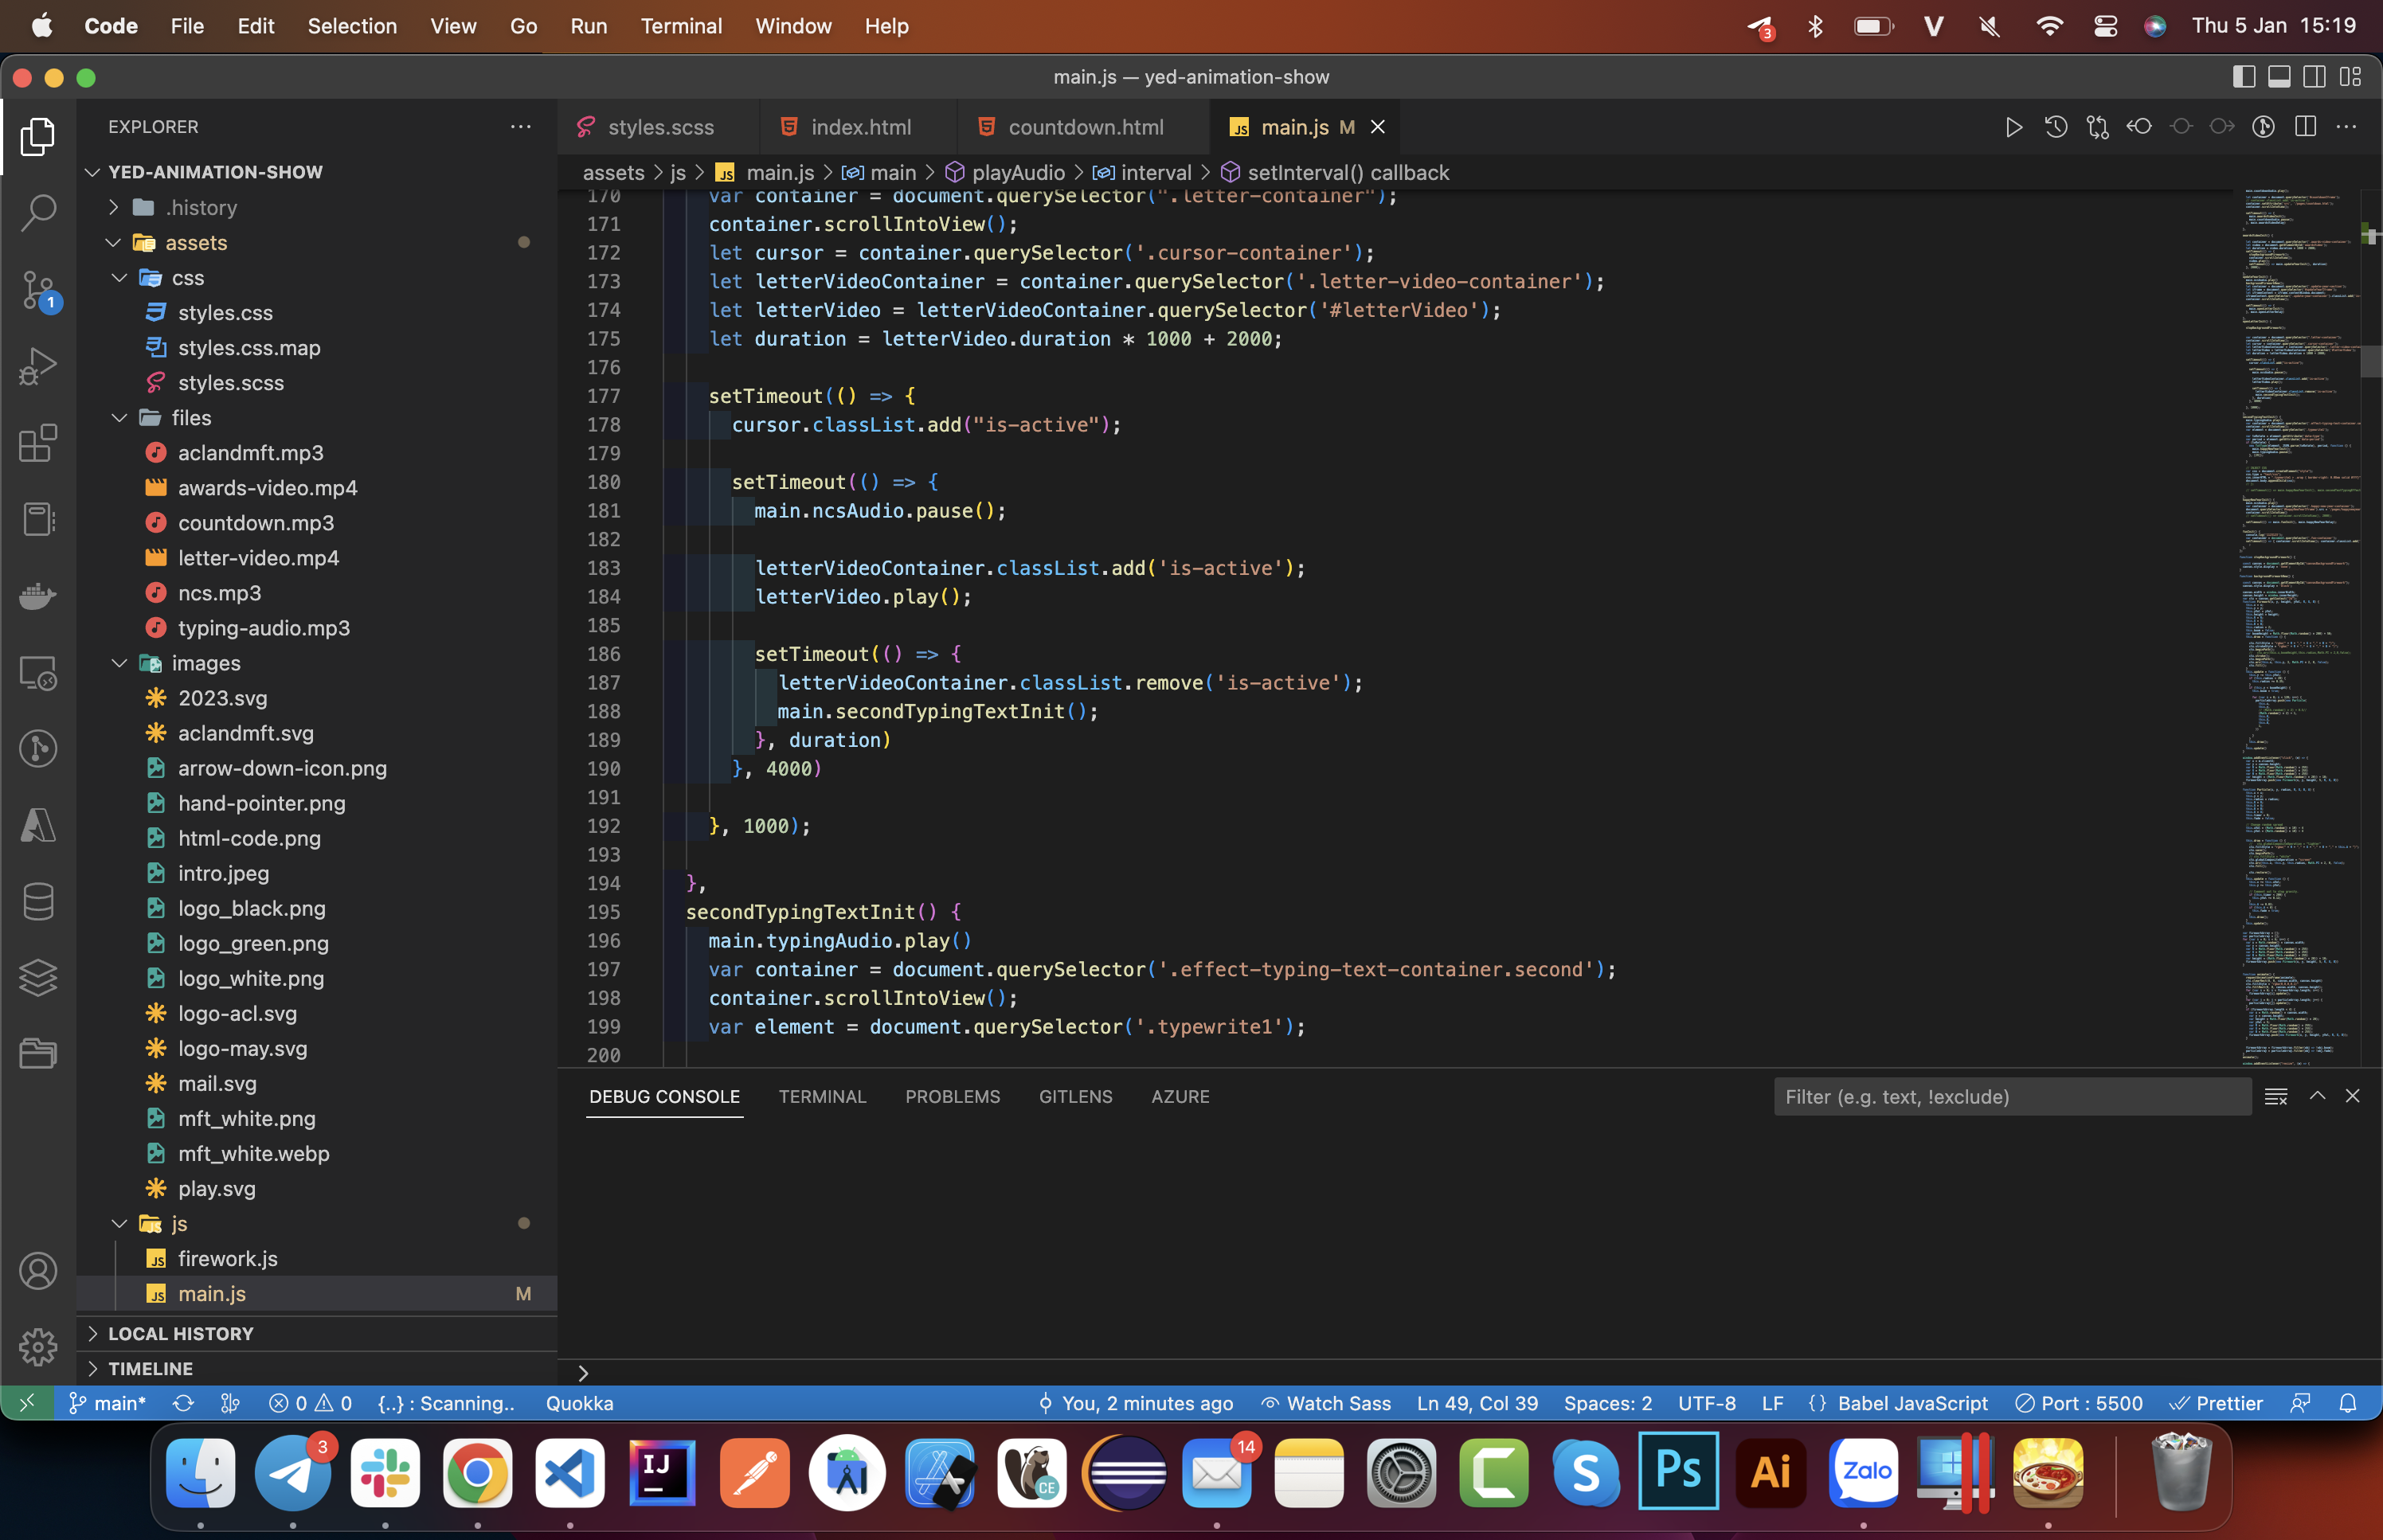 Code File Edit Selection View Go Run Terminal Window Help
3
Thu 5 Jan 15:19
main.js — yed-animation-show
EXPLORER
styles.scss index.html countdown.html JS main.js M
assets > js > JS main.js > main > playAudio > interval > setInterval() callback
YED-ANIMATION-SHOW
.history
assets
css
styles.css
styles.css.map
styles.scss
files
aclandmft.mp3
awards-video.mp4
countdown.mp3
letter-video.mp4
ncs.mp3
typing-audio.mp3
images
2023.svg
aclandmft.svg
arrow-down-icon.png
hand-pointer.png
html-code.png
intro.jpeg
logo_black.png
logo_green.png
logo_white.png
logo-acl.svg
logo-may.svg
mail.svg
mft_white.png
mft_white.webp
play.svg
js
JS firework.js
JS main.js M
LOCAL HISTORY
TIMELINE
1
170 var container = document.querySelector(".letter-container");
171 container.scrollIntoView();
172 let cursor = container.querySelector('.cursor-container');
173 let letterVideoContainer = container.querySelector('.letter-video-container');
174 let letterVideo = letterVideoContainer.querySelector('#letterVideo');
175 let duration = letterVideo.duration * 1000 + 2000;
176
177 setTimeout(() => {
178 cursor.classList.add("is-active");
179
180 setTimeout(() => {
181 main.ncsAudio.pause();
182
183 letterVideoContainer.classList.add('is-active');
184 letterVideo.play();
185
186 setTimeout(() => {
187 letterVideoContainer.classList.remove('is-active');
188 main.secondTypingTextInit();
189 }, duration)
190 }, 4000)
191
192 }, 1000);
193
194 },
195 secondTypingTextInit() {
196 main.typingAudio.play()
197 var container = document.querySelector('.effect-typing-text-container.second');
198 container.scrollIntoView();
199 var element = document.querySelector('.typewrite1');
200
DEBUG CONSOLE TERMINAL PROBLEMS GITLENS AZURE
Filter (e.g. text, !exclude)
main* 0 0 {..} : Scanning.. Quokka
You, 2 minutes ago Watch Sass Ln 49, Col 39 Spaces: 2 UTF-8 LF {} Babel JavaScript Port : 5500 Prettier
3 IJ CE 14 S Ps Ai Zalo